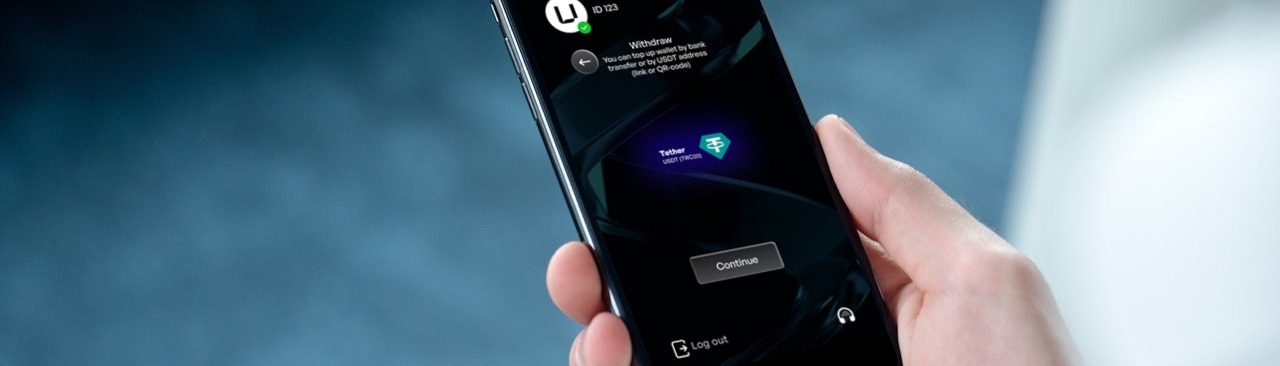 ID 123
Withdraw
You can top up wallet by bank
transfer or by USDT address
(link or QR-code)
Tether
USDT (TRC20)
Continue
Log out